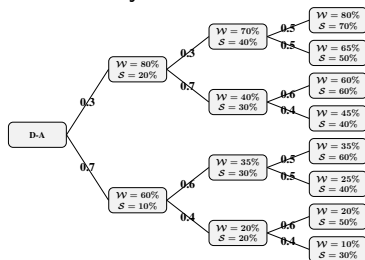 D-A
0.3
0.7
𝒲 = 80%
𝒮 = 20%
𝒲 = 60%
𝒮 = 10%
0.3
0.7
0.6
0.4
𝒲 = 70%
𝒮 = 40%
𝒲 = 40%
𝒮 = 30%
𝒲 = 35%
𝒮 = 30%
𝒲 = 20%
𝒮 = 20%
0.5
0.5
0.6
0.4
0.5
0.5
0.6
0.4
𝒲 = 80%
𝒮 = 70%
𝒲 = 65%
𝒮 = 50%
𝒲 = 60%
𝒮 = 60%
𝒲 = 45%
𝒮 = 40%
𝒲 = 35%
𝒮 = 60%
𝒲 = 25%
𝒮 = 40%
𝒲 = 20%
𝒮 = 50%
𝒲 = 10%
𝒮 = 30%